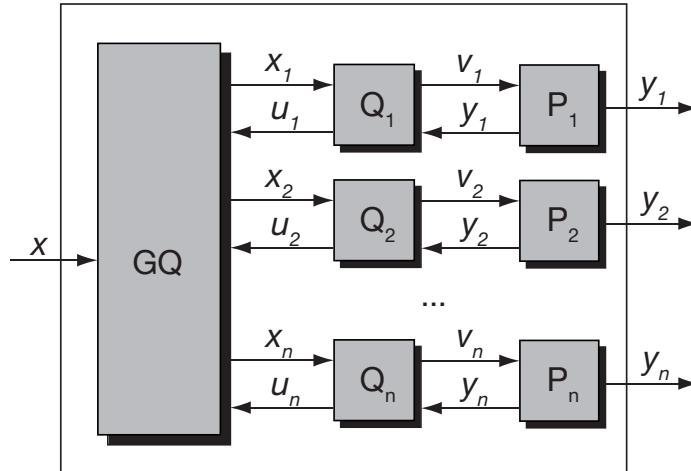 x₁ v₁
Q₁ P₁ y₁
u₁ y₁
x₂ v₂
Q₂ P₂ y₂
u₂ y₂
x GQ
...
xₙ vₙ
Qₙ Pₙ yₙ
uₙ yₙ